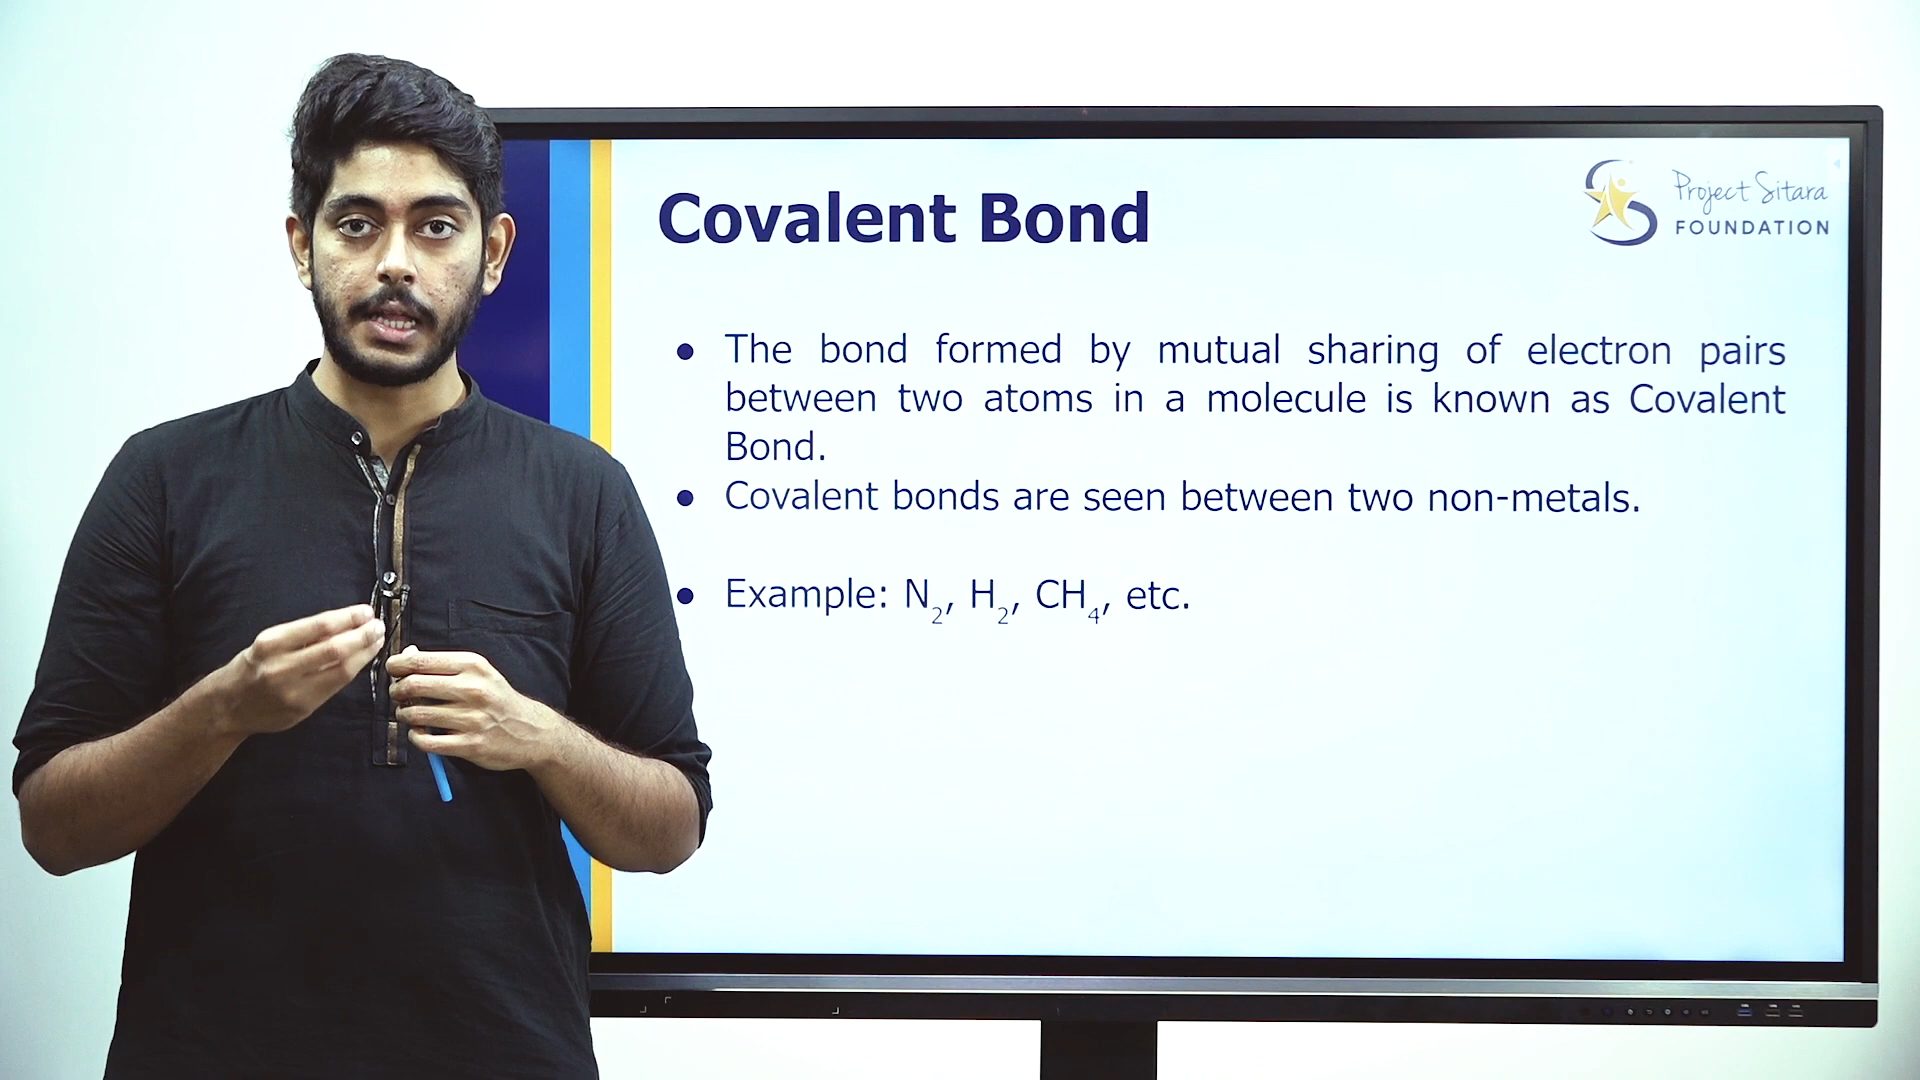 Covalent Bond
Project Sitara
FOUNDATION
● The bond formed by mutual sharing of electron pairs
between two atoms in a molecule is known as Covalent
Bond.
● Covalent bonds are seen between two non-metals.
● Example: N₂, H₂, CH₄, etc.